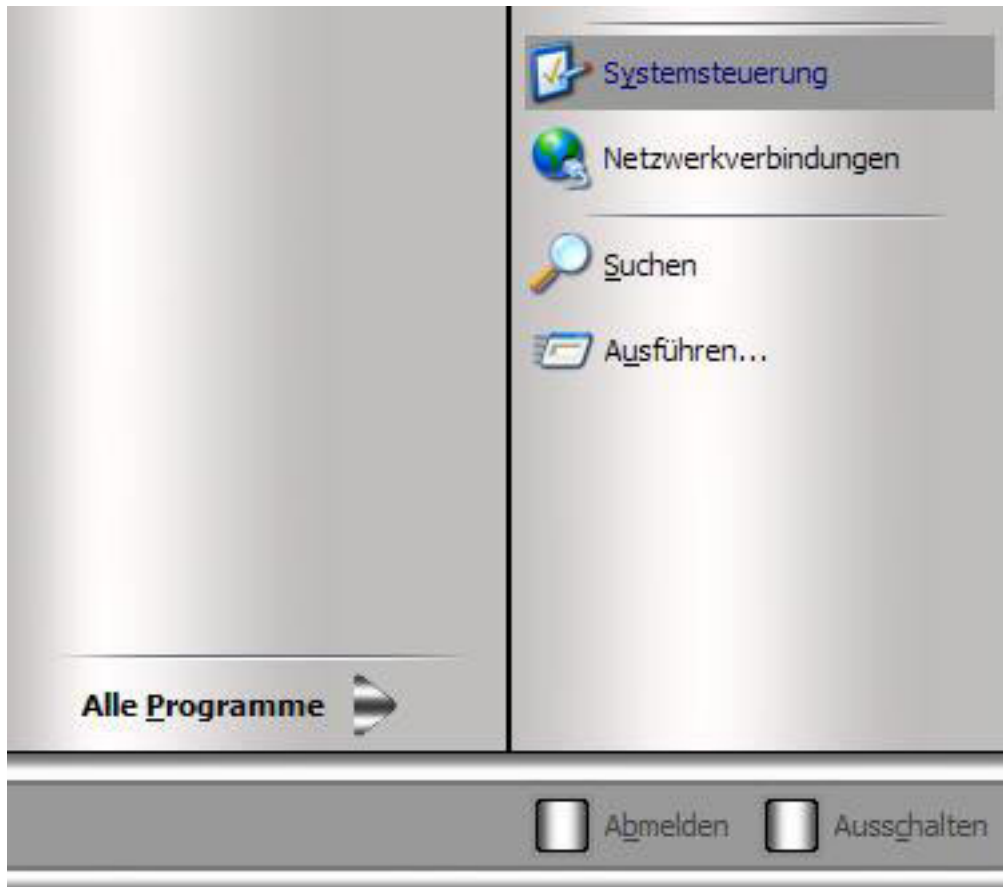 Systemsteuerung
Netzwerkverbindungen
Suchen
Ausführen...
Alle Programme
Abmelden
Ausschalten